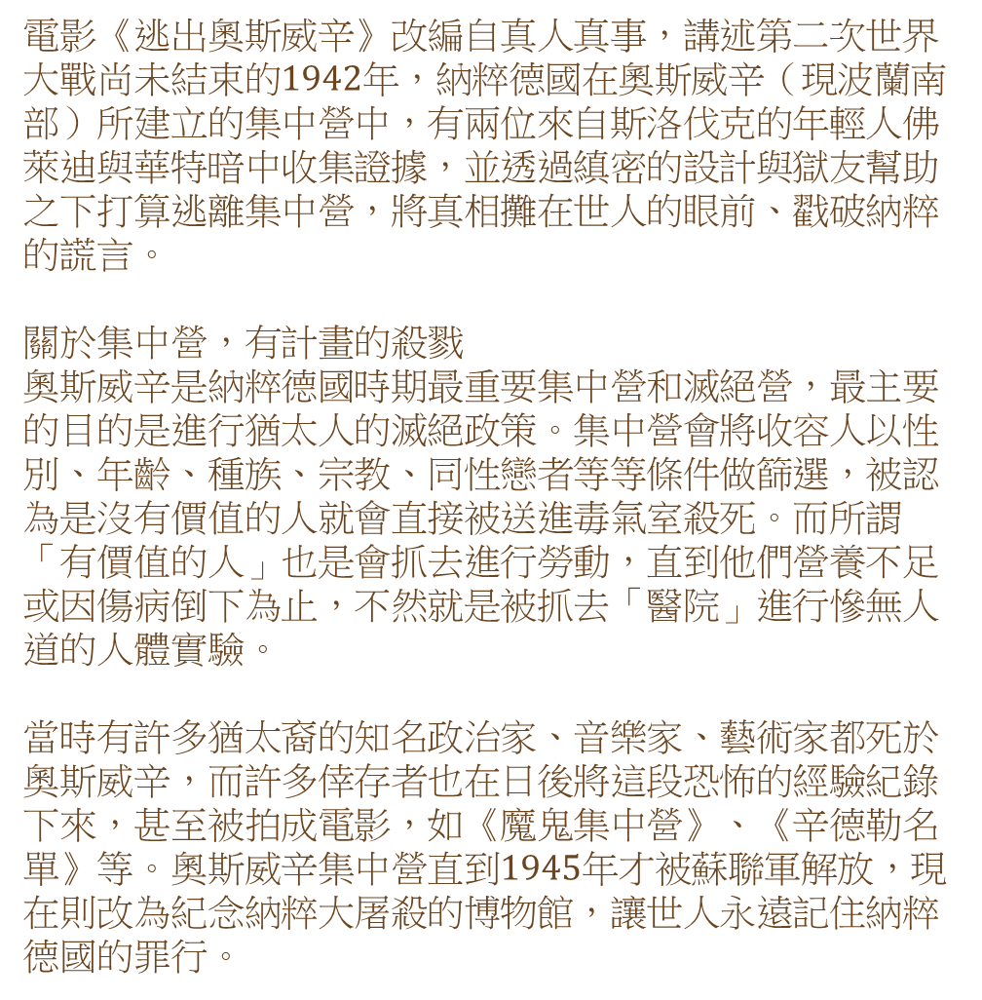 電影《逃出奧斯威辛》改編自真人真事，講述第二次世界
大戰尚未結束的1942年，納粹德國在奧斯威辛（現波蘭南
部）所建立的集中營中，有兩位來自斯洛伐克的年輕人佛
萊迪與華特暗中收集證據，並透過縝密的設計與獄友幫助
之下打算逃離集中營，將真相攤在世人的眼前、戳破納粹
的謊言。
關於集中營，有計畫的殺戮
奧斯威辛是納粹德國時期最重要集中營和滅絕營，最主要
的目的是進行猶太人的滅絕政策。集中營會將收容人以性
別、年齡、種族、宗教、同性戀者等等條件做篩選，被認
為是沒有價值的人就會直接被送進毒氣室殺死。而所謂
「有價值的人」也是會抓去進行勞動，直到他們營養不足
或因傷病倒下為止，不然就是被抓去「醫院」進行慘無人
道的人體實驗。
當時有許多猶太裔的知名政治家、音樂家、藝術家都死於
奧斯威辛，而許多倖存者也在日後將這段恐怖的經驗紀錄
下來，甚至被拍成電影，如《魔鬼集中營》、《辛德勒名
單》等。奧斯威辛集中營直到1945年才被蘇聯軍解放，現
在則改為紀念納粹大屠殺的博物館，讓世人永遠記住納粹
德國的罪行。